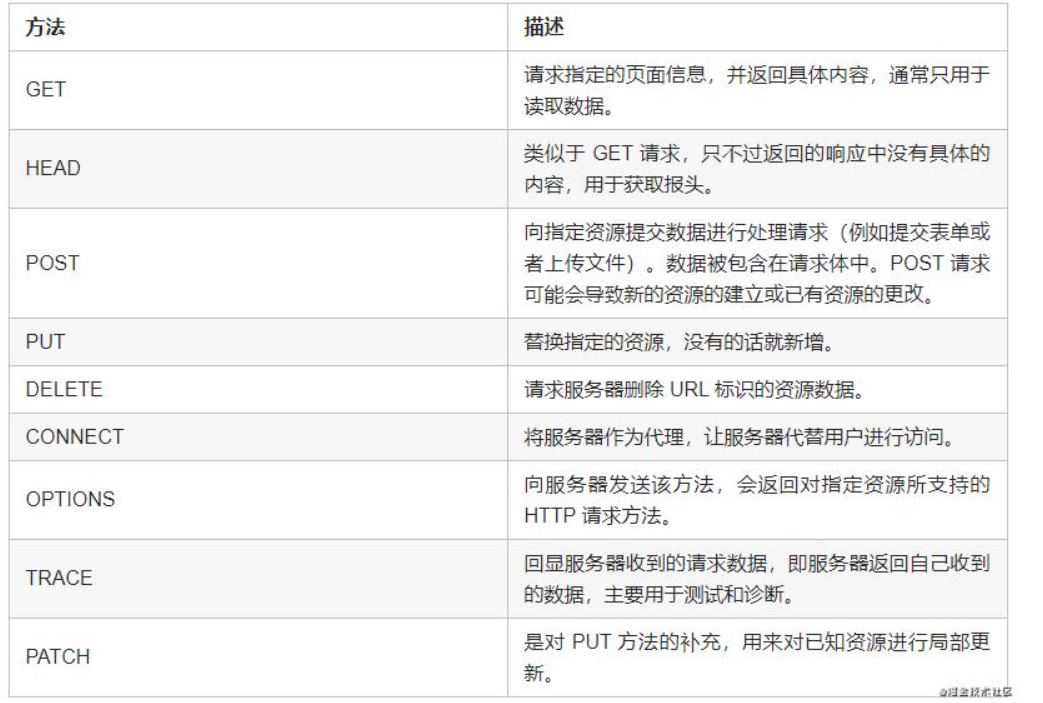 方法 描述
GET
请求指定的页面信息，并返回具体内容，通常只用于
读取数据。
HEAD
类似于 GET 请求，只不过返回的响应中没有具体的
内容，用于获取报头。
POST
向指定资源提交数据进行处理请求（例如提交表单或
者上传文件）。数据被包含在请求体中。POST 请求
可能会导致新的资源的建立或已有资源的更改。
PUT 替换指定的资源，没有的话就新增。
DELETE 请求服务器删除 URL 标识的资源数据。
CONNECT 将服务器作为代理，让服务器代替用户进行访问。
OPTIONS
向服务器发送该方法，会返回对指定资源所支持的
HTTP 请求方法。
TRACE
回显服务器收到的请求数据，即服务器返回自己收到
的数据，主要用于测试和诊断。
PATCH
是对 PUT 方法的补充，用来对已知资源进行局部更
新。
@掘金技术社区